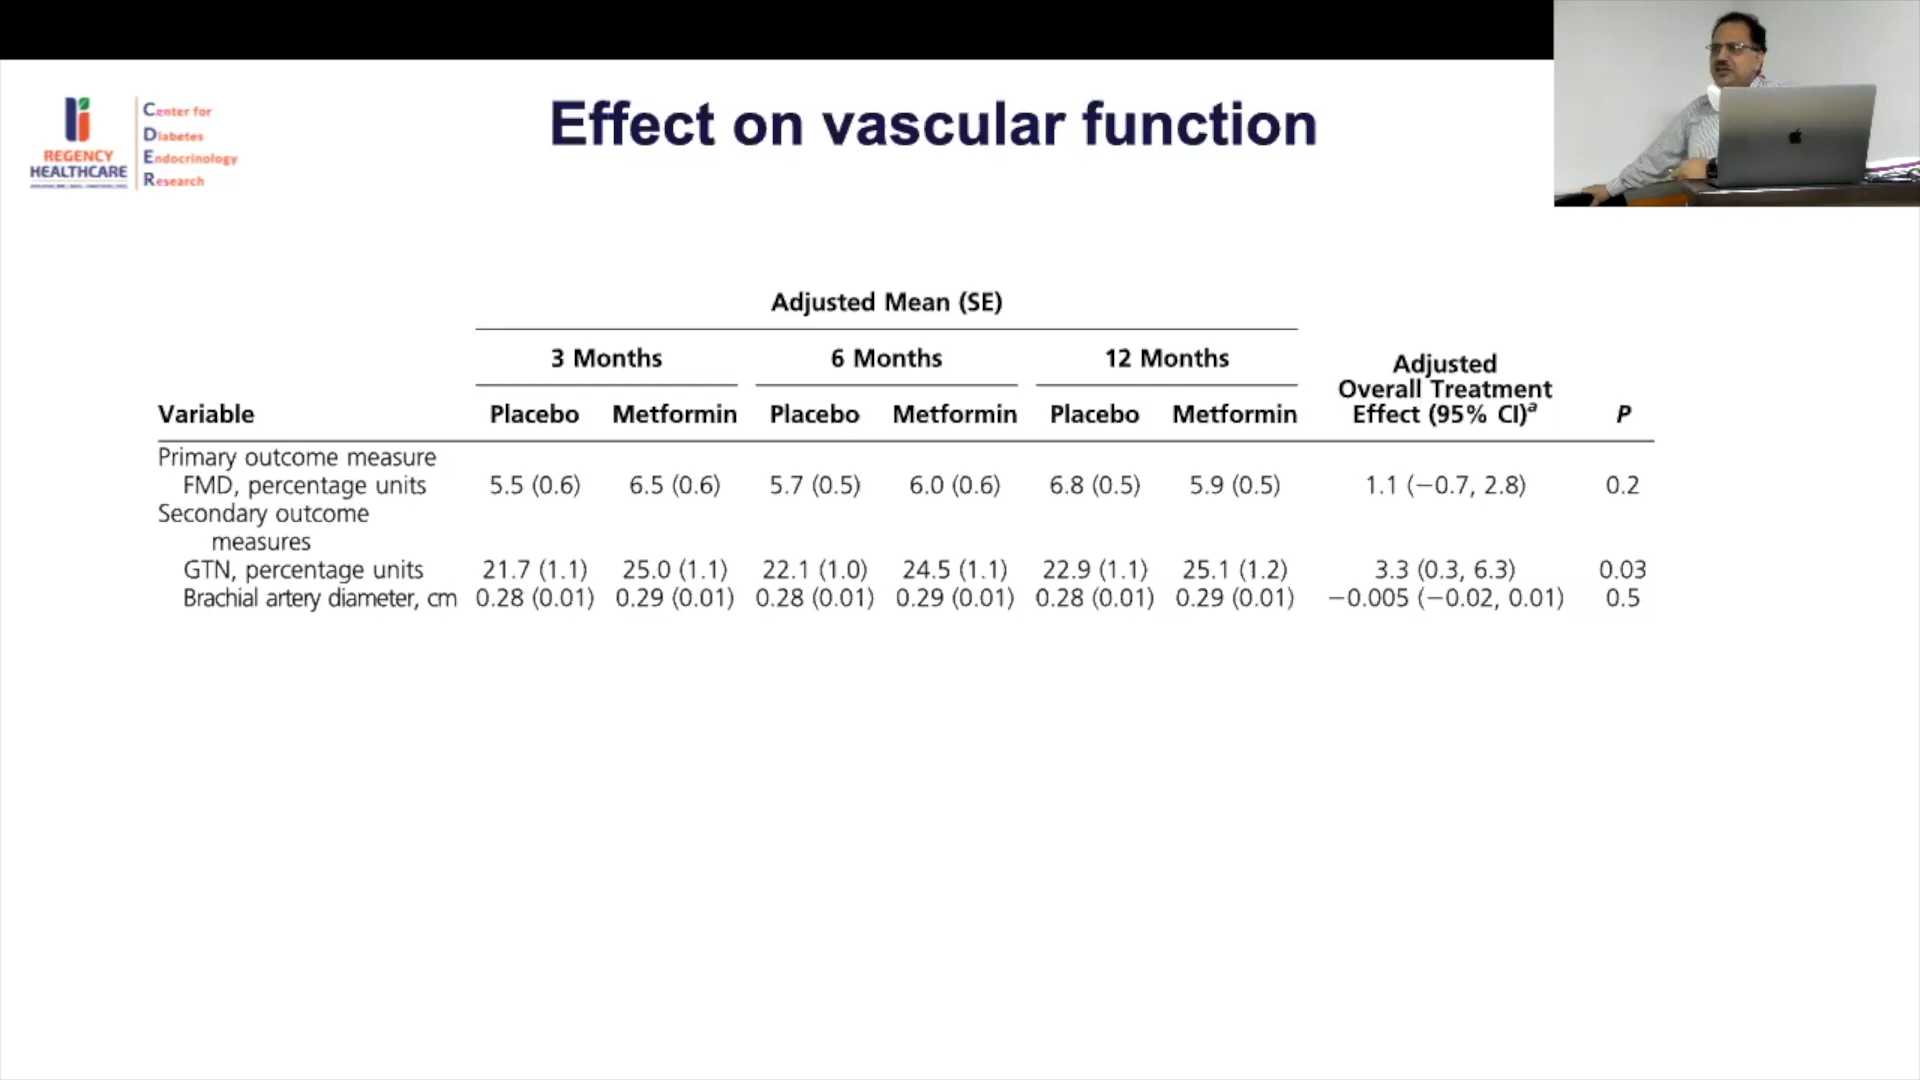 Effect on vascular function
REGENCY
HEALTHCARE
Center for
Diabetes
Endocrinology
Research
Adjusted Mean (SE)
3 Months 6 Months 12 Months Adjusted Overall Treatment Effect (95% CI)a
Variable Placebo Metformin Placebo Metformin Placebo Metformin P
Primary outcome measure
FMD, percentage units 5.5 (0.6) 6.5 (0.6) 5.7 (0.5) 6.0 (0.6) 6.8 (0.5) 5.9 (0.5) 1.1 (−0.7, 2.8) 0.2
Secondary outcome
measures
GTN, percentage units 21.7 (1.1) 25.0 (1.1) 22.1 (1.0) 24.5 (1.1) 22.9 (1.1) 25.1 (1.2) 3.3 (0.3, 6.3) 0.03
Brachial artery diameter, cm 0.28 (0.01) 0.29 (0.01) 0.28 (0.01) 0.29 (0.01) 0.28 (0.01) 0.29 (0.01) −0.005 (−0.02, 0.01) 0.5